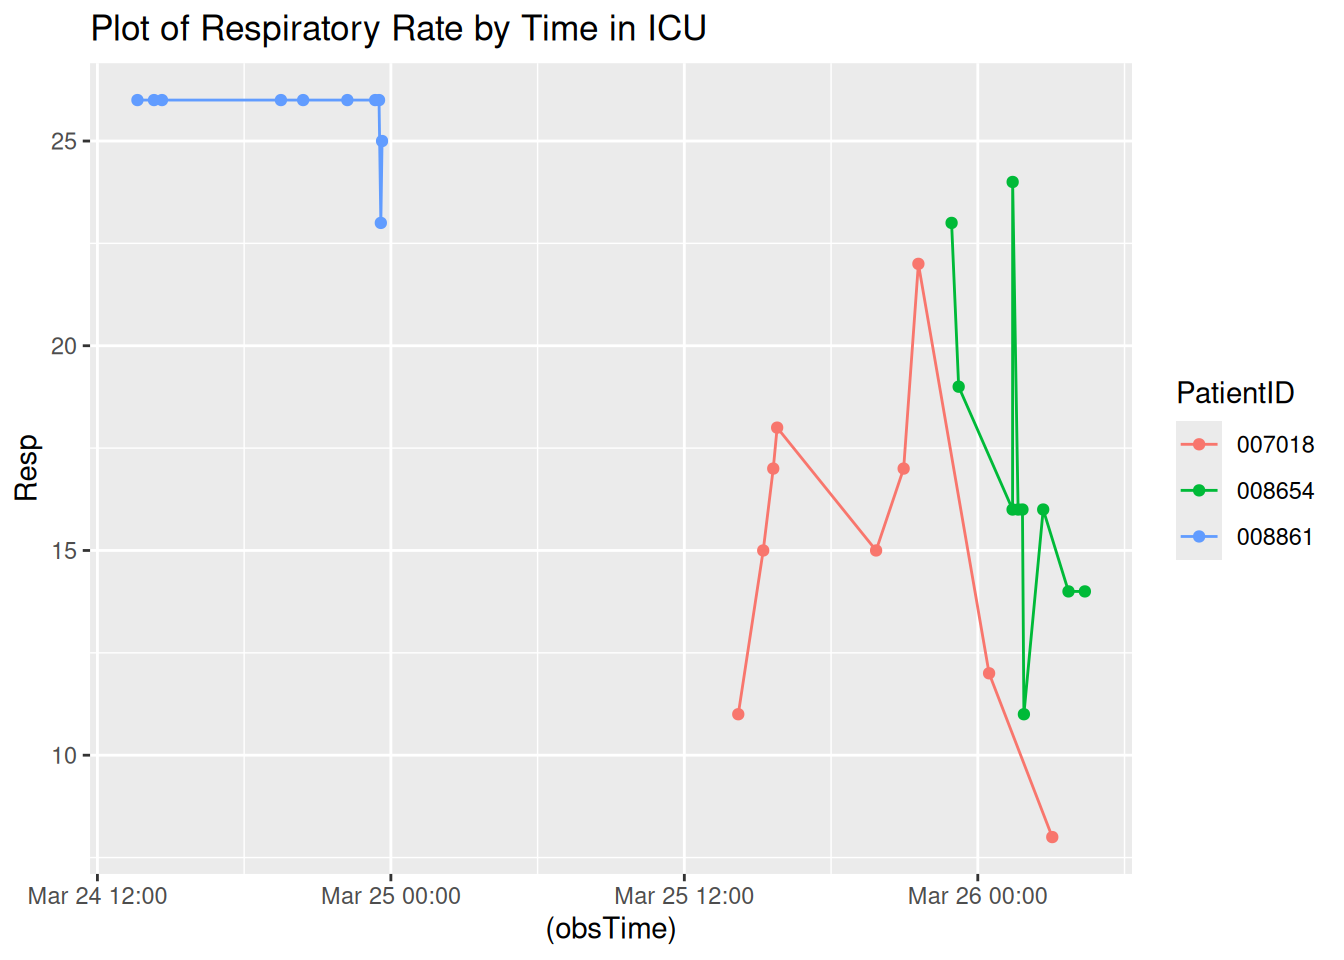 Plot of Respiratory Rate by Time in ICU
25
20
15
10
Resp
Mar 24 12:00
Mar 25 00:00
Mar 25 12:00
Mar 26 00:00
(obsTime)
PatientID
007018
008654
008861